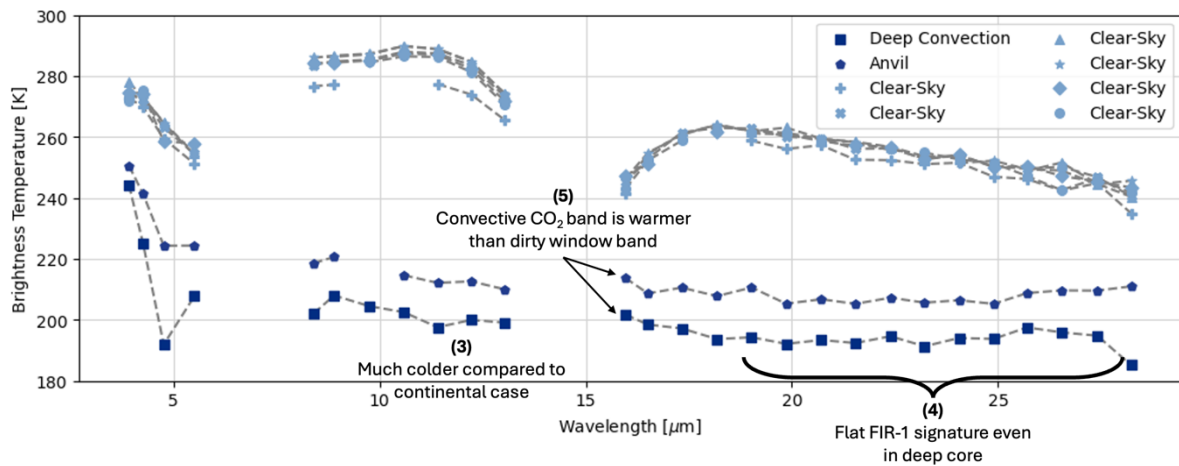 300
280
260
240
220
200
180
Brightness Temperature [K]
Deep Convection
Anvil
Clear-Sky
Clear-Sky
Clear-Sky
Clear-Sky
Clear-Sky
Clear-Sky
(5)
Convective CO₂ band is warmer
than dirty window band
(3)
Much colder compared to
continental case
5
10
15
20
25
Wavelength [μm]
(4)
Flat FIR-1 signature even
in deep core